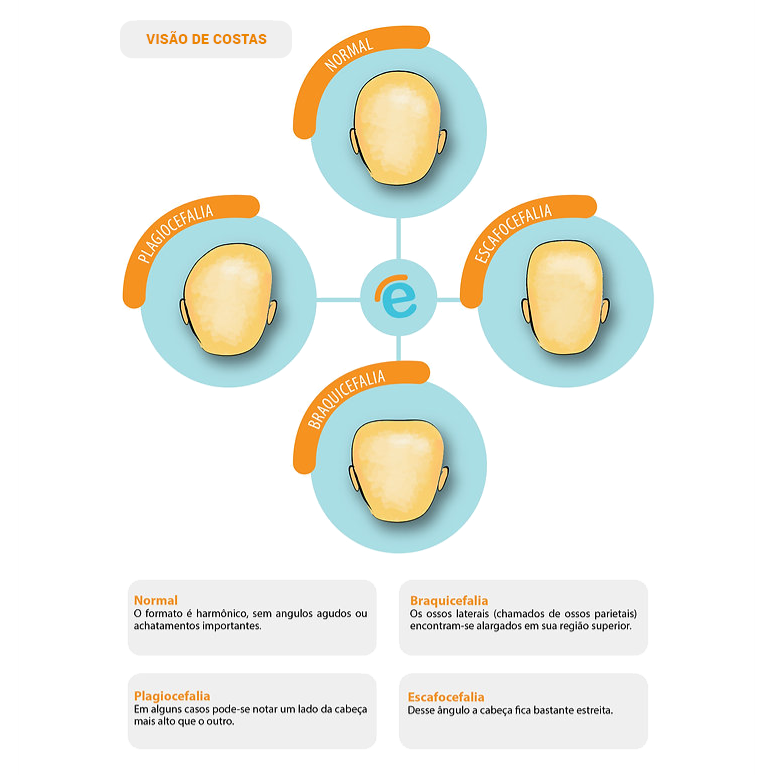 VISÃO DE COSTAS
NORMAL
PLAGIOCEFALIA
ESCAFOCEFALIA
e
BRAQUICEFALIA
Normal
O formato é harmônico, sem angulos agudos ou
achatamentos importantes.
Braquicefalia
Os ossos laterais (chamados de ossos parietais)
encontram-se alargados em sua região superior.
Plagiocefalia
Em alguns casos pode-se notar um lado da cabeça
mais alto que o outro.
Escafocefalia
Desse ângulo a cabeça fica bastante estreita.